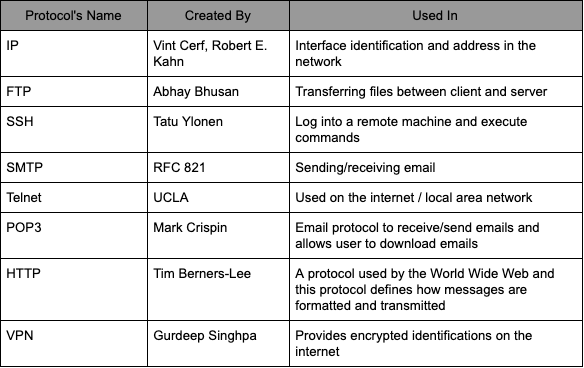 Protocol's Name Created By Used In
IP Vint Cerf, Robert E. Interface identification and address in the
Kahn network
FTP Abhay Bhusan Transferring files between client and server
SSH Tatu Ylonen Log into a remote machine and execute
commands
SMTP RFC 821 Sending/receiving email
Telnet UCLA Used on the internet / local area network
POP3 Mark Crispin Email protocol to receive/send emails and
allows user to download emails
HTTP Tim Berners-Lee A protocol used by the World Wide Web and
this protocol defines how messages are
formatted and transmitted
VPN Gurdeep Singhpa Provides encrypted identifications on the
internet